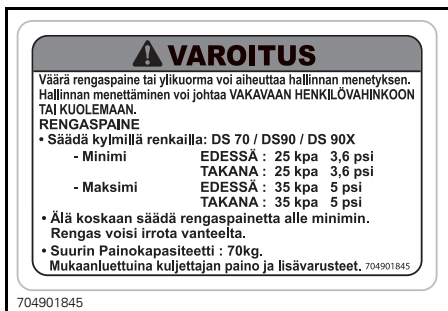 VAROITUS
Väärä rengaspaine tai ylikuorma voi aiheuttaa hallinnan menetyksen.
Hallinnan menettäminen voi johtaa VAKAVAAN HENKILÖVAHINKOON
TAI KUOLEMAAN.
RENGASPAINE
• Säädä kylmillä renkailla: DS 70 / DS90 / DS 90X
- Minimi EDESSÄ : 25 kpa 3,6 psi
TAKANA : 25 kpa 3,6 psi
- Maksimi EDESSÄ : 35 kpa 5 psi
TAKANA : 35 kpa 5 psi
• Älä koskaan säädä rengaspainetta alle minimin.
Rengas voisi irrota vanteelta.
• Suurin Painokapasiteetti : 70kg.
Mukaanluettuina kuljettajan paino ja lisävarusteet. 704901845
704901845